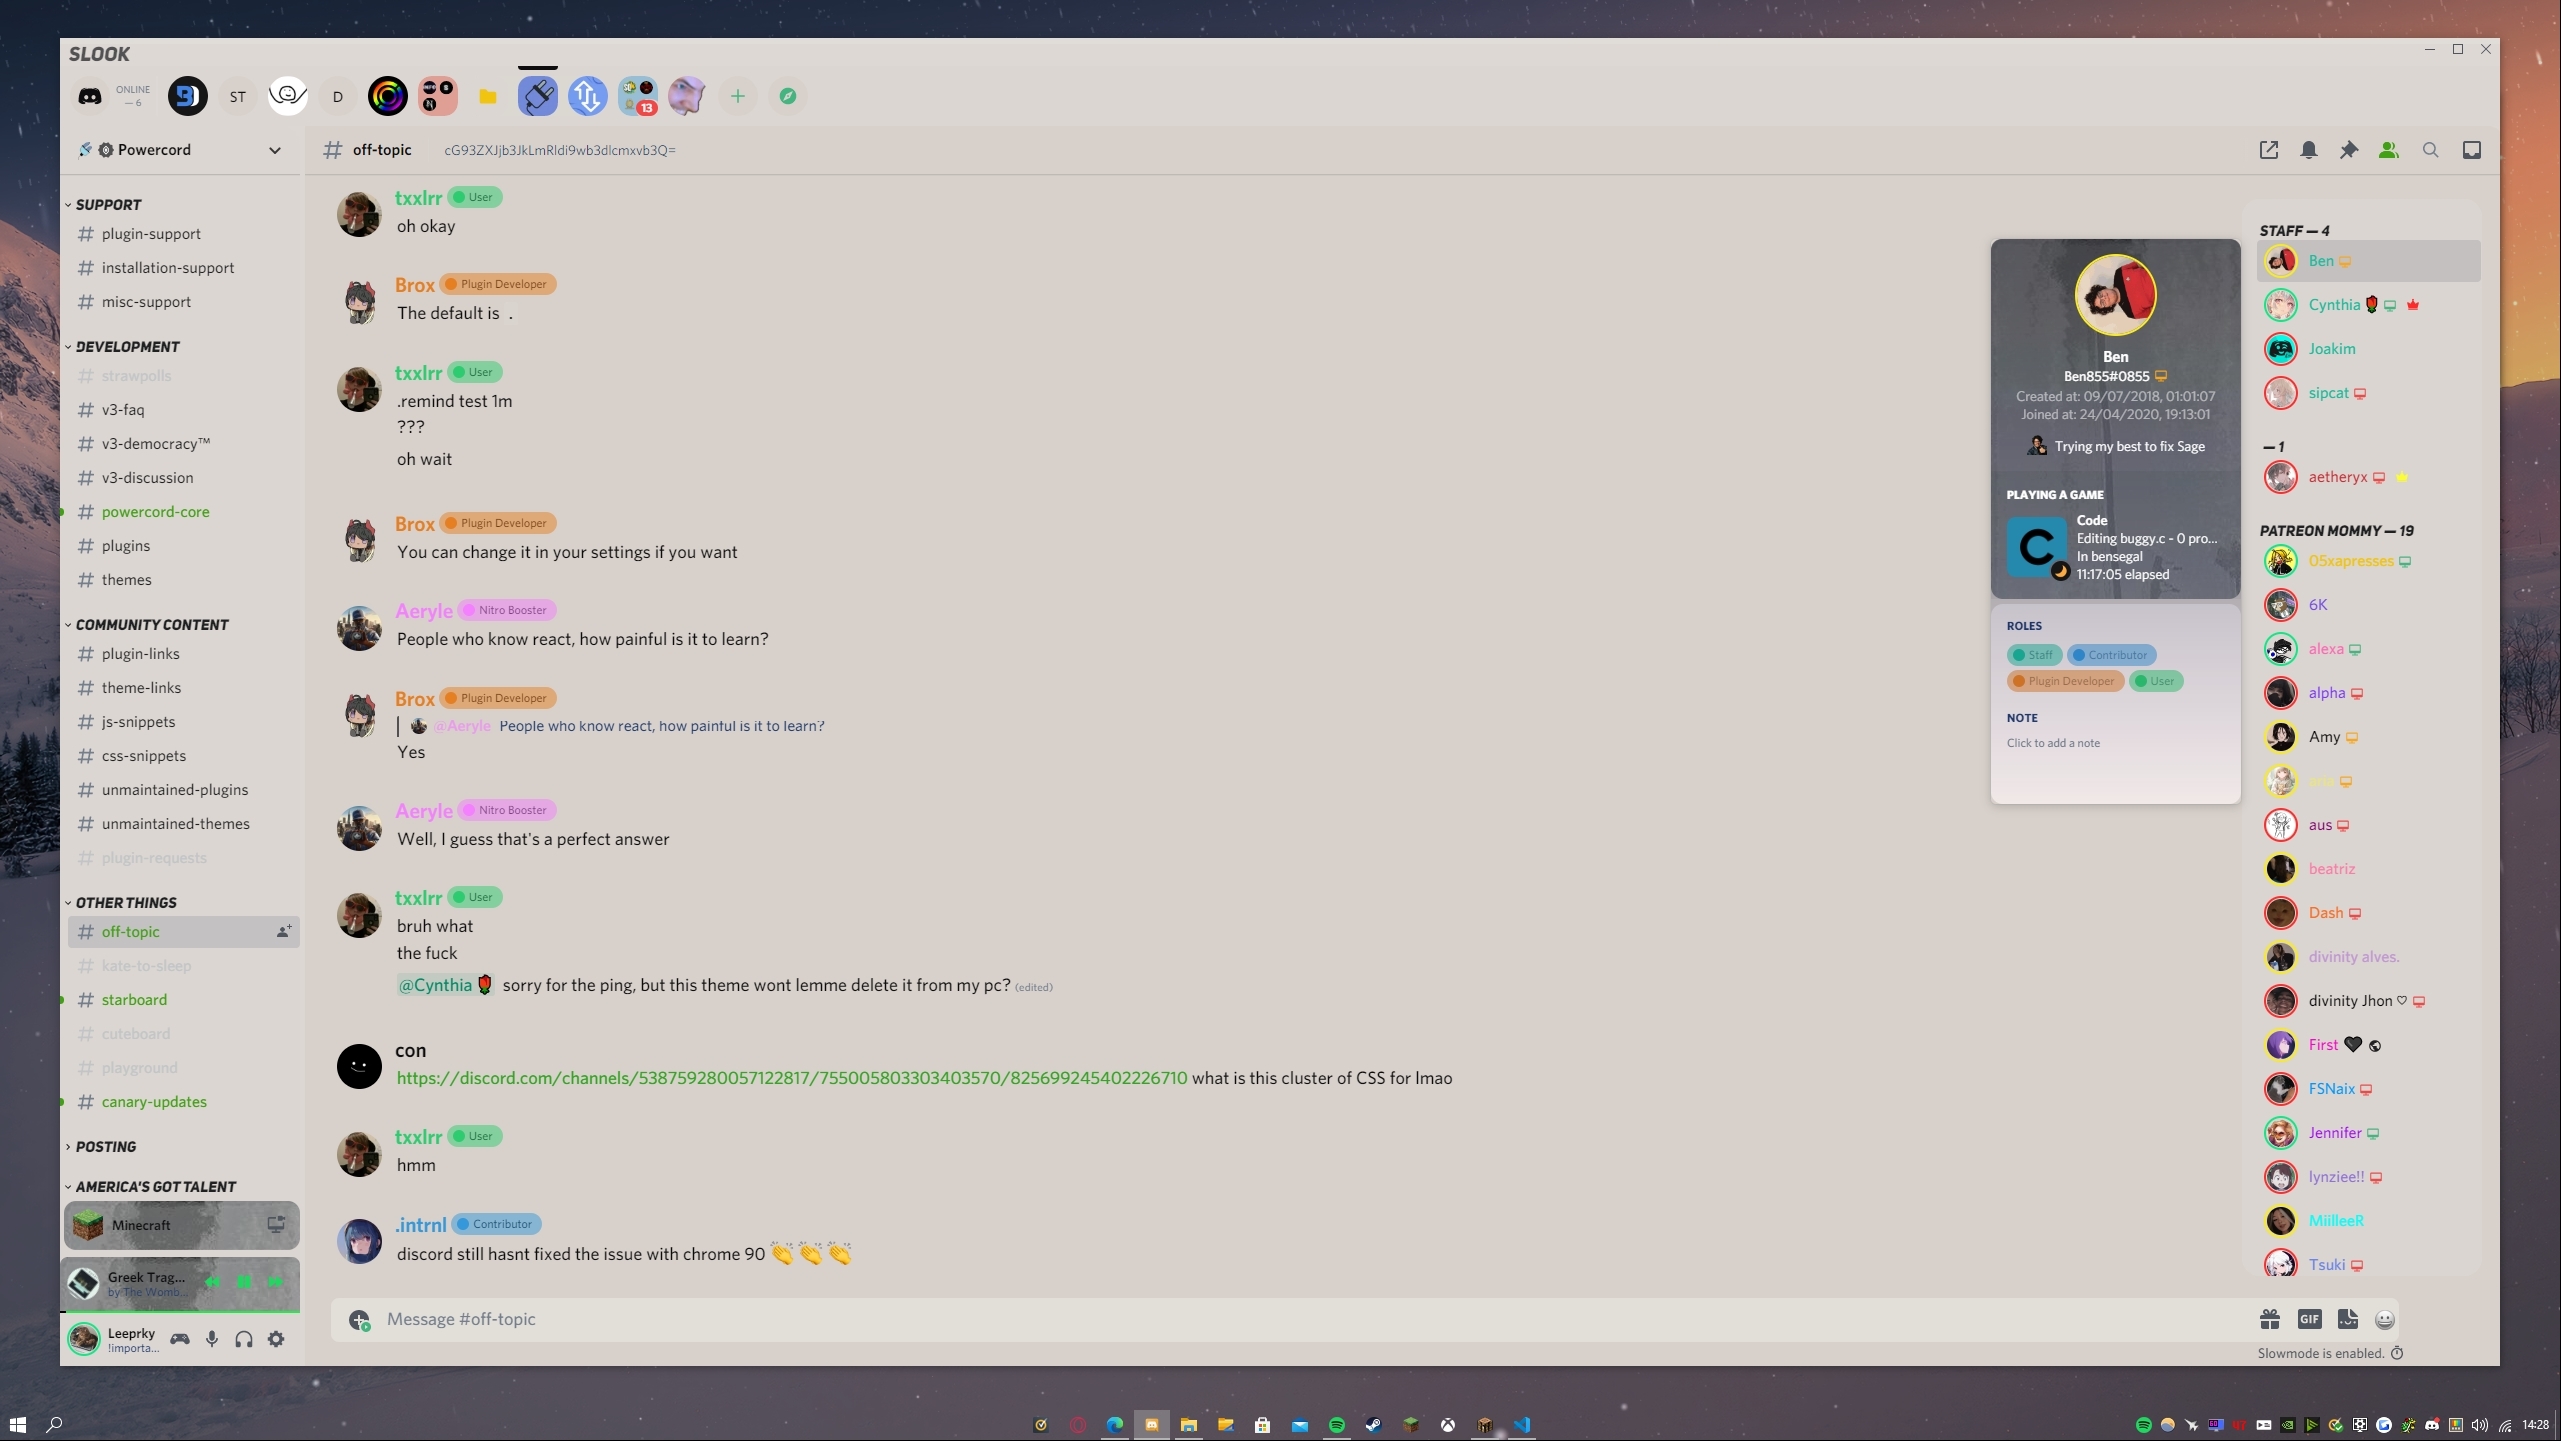 SLOOK
ONLINE
— 6
ST
D
13
Powercord
off-topic
SUPPORT
plugin-support
installation-support
misc-support
DEVELOPMENT
strawpolls
v3-faq
v3-democracy™
v3-discussion
powercord-core
plugins
themes
COMMUNITY CONTENT
plugin-links
theme-links
js-snippets
css-snippets
unmaintained-plugins
unmaintained-themes
plugin-requests
OTHER THINGS
off-topic
kate-to-sleep
starboard
cuteboard
playground
canary-updates
POSTING
AMERICA'S GOT TALENT
Minecraft
Greek Trag...
by The Womb...
Leeprky
!importa...
txxlrr User
oh okay
Brox Plugin Developer
The default is .
txxlrr User
.remind test 1m
???
oh wait
Brox Plugin Developer
You can change it in your settings if you want
Aeryle Nitro Booster
People who know react, how painful is it to learn?
Brox Plugin Developer
@Aeryle People who know react, how painful is it to learn?
Yes
Aeryle Nitro Booster
Well, I guess that's a perfect answer
txxlrr User
bruh what
the fuck
@Cynthia🌹 sorry for the ping, but this theme wont lemme delete it from my pc? (edited)
con
https://discord.com/channels/538759280057122817/755005803303403570/825699245402226710 what is this cluster of CSS for lmao
txxlrr User
hmm
.intrnl Contributor
discord still hasnt fixed the issue with chrome 90 👏👏👏
Message #off-topic
GIF
Slowmode is enabled.
Ben
Ben855#0855
Created at: 09/07/2018, 01:01:07
Joined at: 24/04/2020, 19:13:01
Trying my best to fix Sage
PLAYING A GAME
Code
Editing buggy.c - 0 pro...
In bensegal
11:17:05 elapsed
ROLES
Staff Contributor
Plugin Developer User
NOTE
Click to add a note
STAFF — 4
Ben
Cynthia🌹
Joakim
sipcat
— 1
aetheryx
PATREON MOMMY — 19
05xapresses
6K
alexa
alpha
Amy
aus
beatriz
Dash
divinity alves.
divinity Jhon ♡
First 🖤
FSNaix
Jennifer
lynziee!!
MiilleeR
Tsuki
14:28